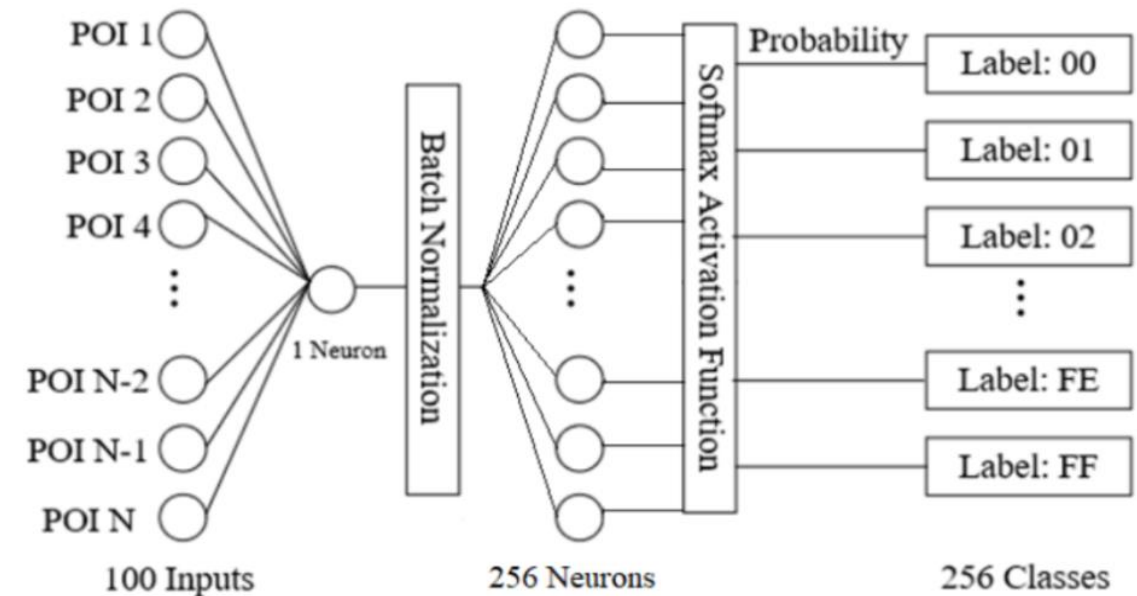 POI 1
POI 2
POI 3
POI 4
POI N-2
POI N-1
POI N
100 Inputs
1 Neuron
Batch Normalization
256 Neurons
Softmax Activation Function
Probability
Label: 00
Label: 01
Label: 02
Label: FE
Label: FF
256 Classes